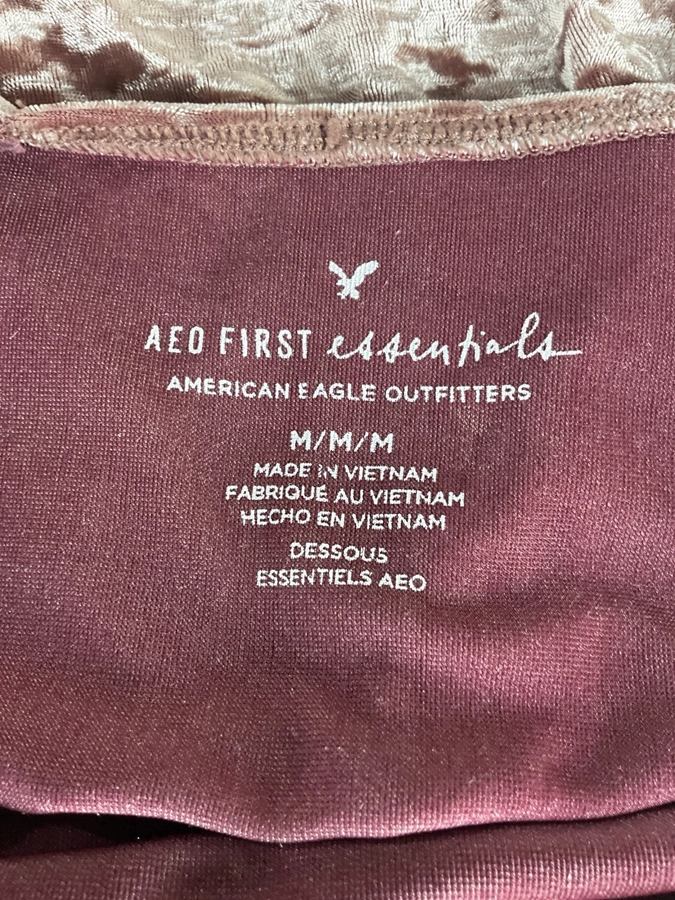 AEO FIRST essentials
AMERICAN EAGLE OUTFITTERS
M/M/M
MADE IN VIETNAM
FABRIQUÉ AU VIETNAM
HECHO EN VIETNAM
DESSOUS
ESSENTIELS AEO